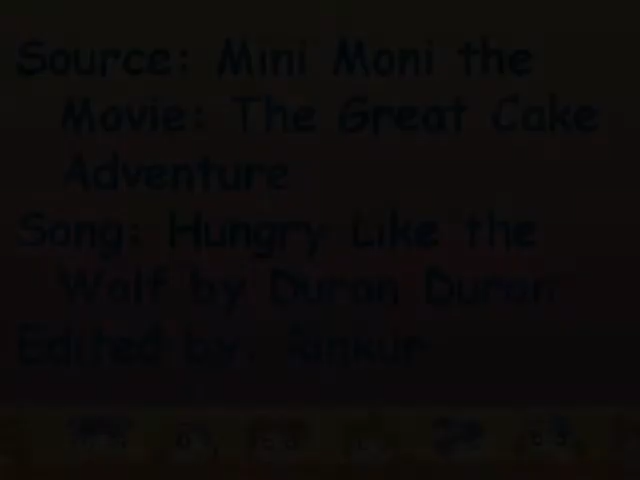 Source: Mini Moni the
Movie: The Great Cake
Adventure
Song: Hungry Like the
Wolf by Duran Duran
Edited by: